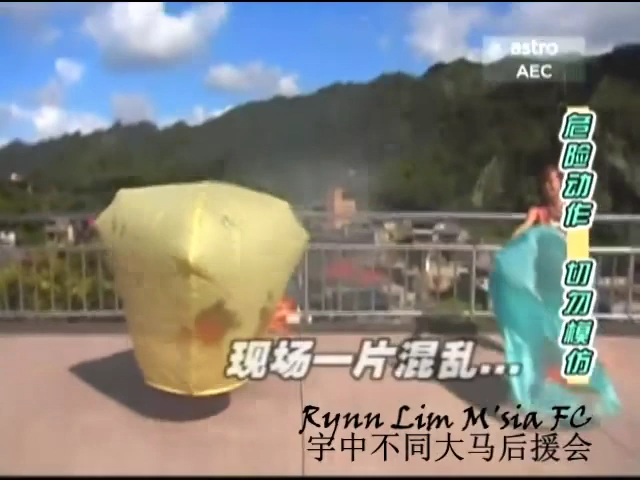 astro
AEC
危险动作 切勿模仿
现场一片混乱...
Rynn Lim M'sia FC
宇中不同大马后援会